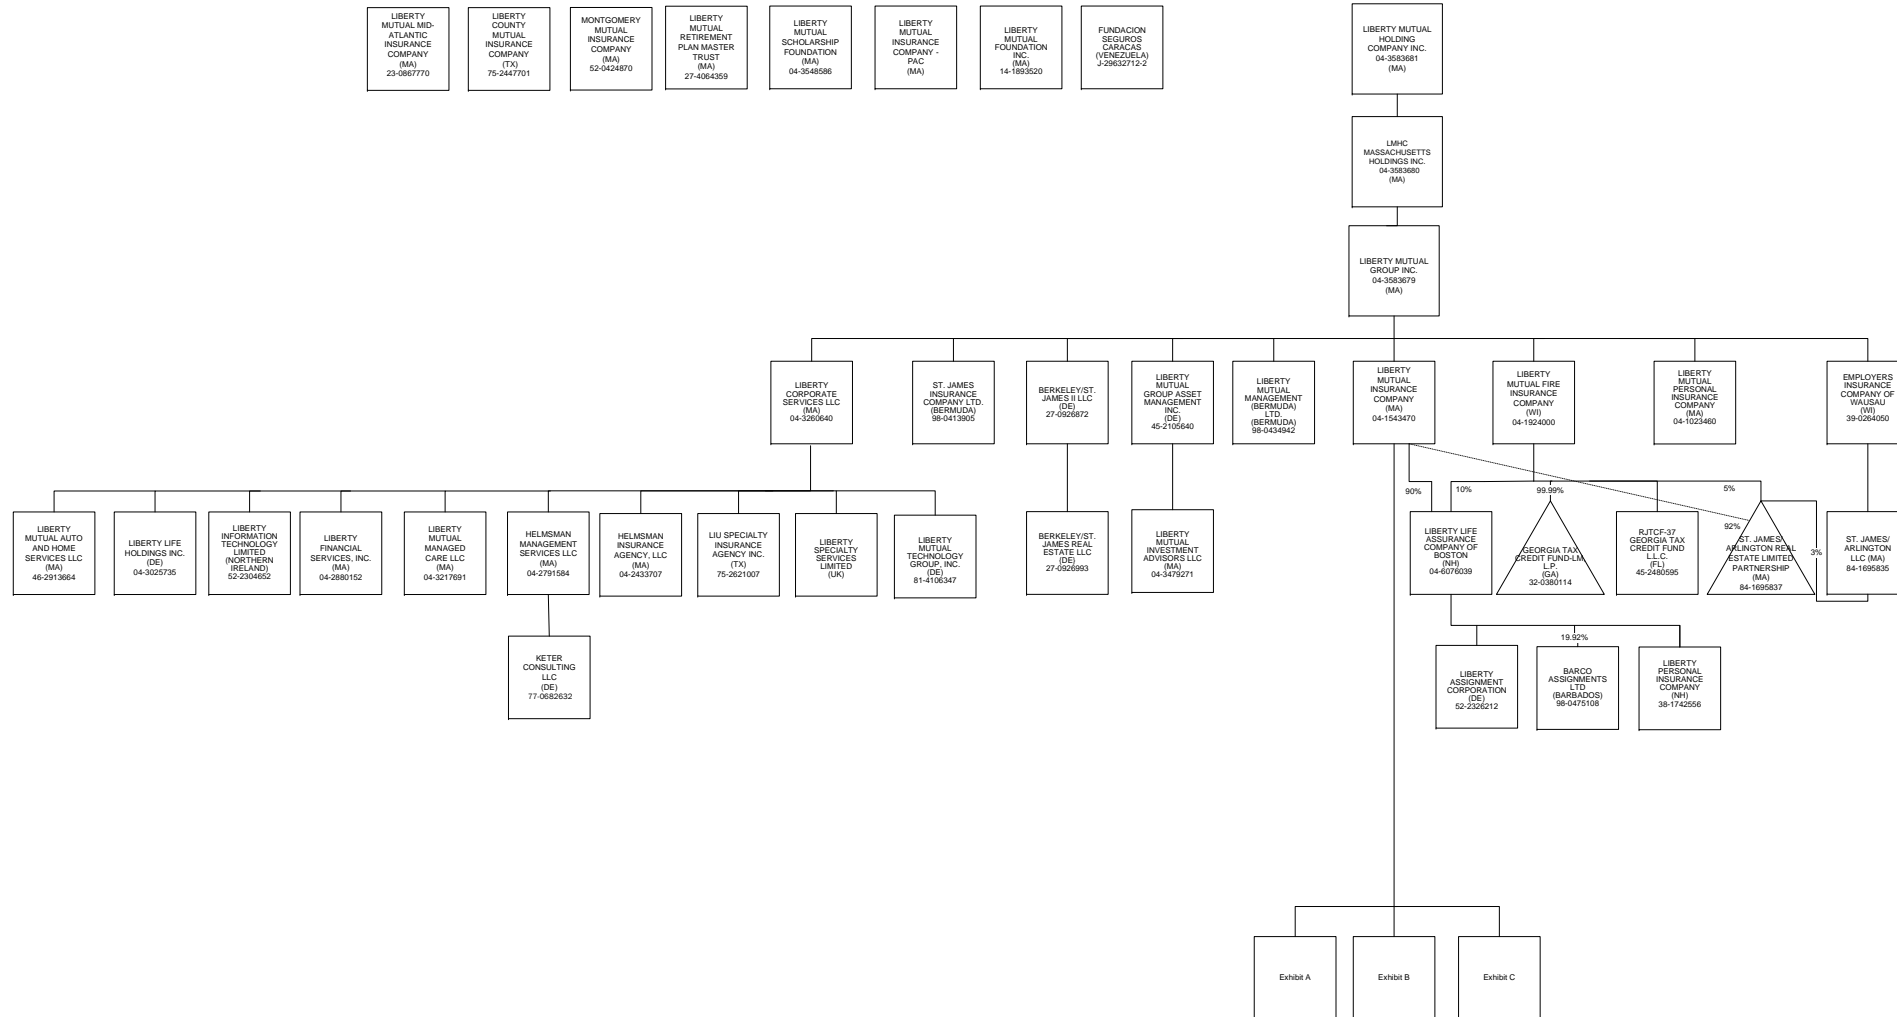 LIBERTY
MUTUAL MID-
ATLANTIC
INSURANCE
COMPANY
(MA)
23-0867770
LIBERTY
COUNTY
MUTUAL
INSURANCE
COMPANY
(TX)
75-2447701
MONTGOMERY
MUTUAL
INSURANCE
COMPANY
(MA)
52-0424870
LIBERTY
MUTUAL
RETIREMENT
PLAN MASTER
TRUST
(MA)
27-4064359
LIBERTY
MUTUAL
SCHOLARSHIP
FOUNDATION
(MA)
04-3548586
LIBERTY
MUTUAL
INSURANCE
COMPANY -
PAC
(MA)
LIBERTY
MUTUAL
FOUNDATION
INC.
(MA)
14-1893520
FUNDACION
SEGUROS
CARACAS
(VENEZUELA)
J-29632712-2
LIBERTY MUTUAL
HOLDING
COMPANY INC.
04-3583681
(MA)
LMHC
MASSACHUSETTS
HOLDINGS INC.
04-3583680
(MA)
LIBERTY MUTUAL
GROUP INC.
04-3583679
(MA)
LIBERTY
CORPORATE
SERVICES LLC
(MA)
04-3260640
ST. JAMES
INSURANCE
COMPANY LTD.
(BERMUDA)
98-0413905
BERKELEY/ST.
JAMES II LLC
(DE)
27-0926872
LIBERTY
MUTUAL
GROUP ASSET
MANAGEMENT
INC.
(DE)
45-2105640
LIBERTY
MUTUAL
MANAGEMENT
(BERMUDA)
LTD.
(BERMUDA)
98-0434942
LIBERTY
MUTUAL
INSURANCE
COMPANY
(MA)
04-1543470
LIBERTY
MUTUAL FIRE
INSURANCE
COMPANY
(WI)
04-1924000
LIBERTY
MUTUAL
PERSONAL
INSURANCE
COMPANY
(MA)
04-1023460
EMPLOYERS
INSURANCE
COMPANY OF
WAUSAU
(WI)
39-0264050
90%
10%
99.99%
5%
92%
3%
LIBERTY
MUTUAL AUTO
AND HOME
SERVICES LLC
(MA)
46-2913664
LIBERTY LIFE
HOLDINGS INC.
(DE)
04-3025735
LIBERTY
INFORMATION
TECHNOLOGY
LIMITED
(NORTHERN
IRELAND)
52-2304652
LIBERTY
FINANCIAL
SERVICES, INC.
(MA)
04-2880152
LIBERTY
MUTUAL
MANAGED
CARE LLC
(MA)
04-3217691
HELMSMAN
MANAGEMENT
SERVICES LLC
(MA)
04-2791584
HELMSMAN
INSURANCE
AGENCY, LLC
(MA)
04-2433707
LIU SPECIALTY
INSURANCE
AGENCY INC.
(TX)
75-2621007
LIBERTY
SPECIALTY
SERVICES
LIMITED
(UK)
LIBERTY
MUTUAL
TECHNOLOGY
GROUP, INC.
(DE)
81-4106347
BERKELEY/ST.
JAMES REAL
ESTATE LLC
(DE)
27-0926993
LIBERTY
MUTUAL
INVESTMENT
ADVISORS LLC
(MA)
04-3479271
LIBERTY LIFE
ASSURANCE
COMPANY OF
BOSTON
(NH)
04-6076039
GEORGIA TAX
CREDIT FUND-LM
L.P.
(GA)
32-0380114
RJTCF-37
GEORGIA TAX
CREDIT FUND
L.L.C.
(FL)
45-2480595
ST. JAMES/
ARLINGTON REAL
ESTATE LIMITED
PARTNERSHIP
(MA)
84-1695837
ST. JAMES/
ARLINGTON
LLC (MA)
84-1695835
KETER
CONSULTING
LLC
(DE)
77-0682632
19.92%
LIBERTY
ASSIGNMENT
CORPORATION
(DE)
52-2326212
BARCO
ASSIGNMENTS
LTD
(BARBADOS)
98-0475108
LIBERTY
PERSONAL
INSURANCE
COMPANY
(NH)
38-1742556
Exhibit A
Exhibit B
Exhibit C